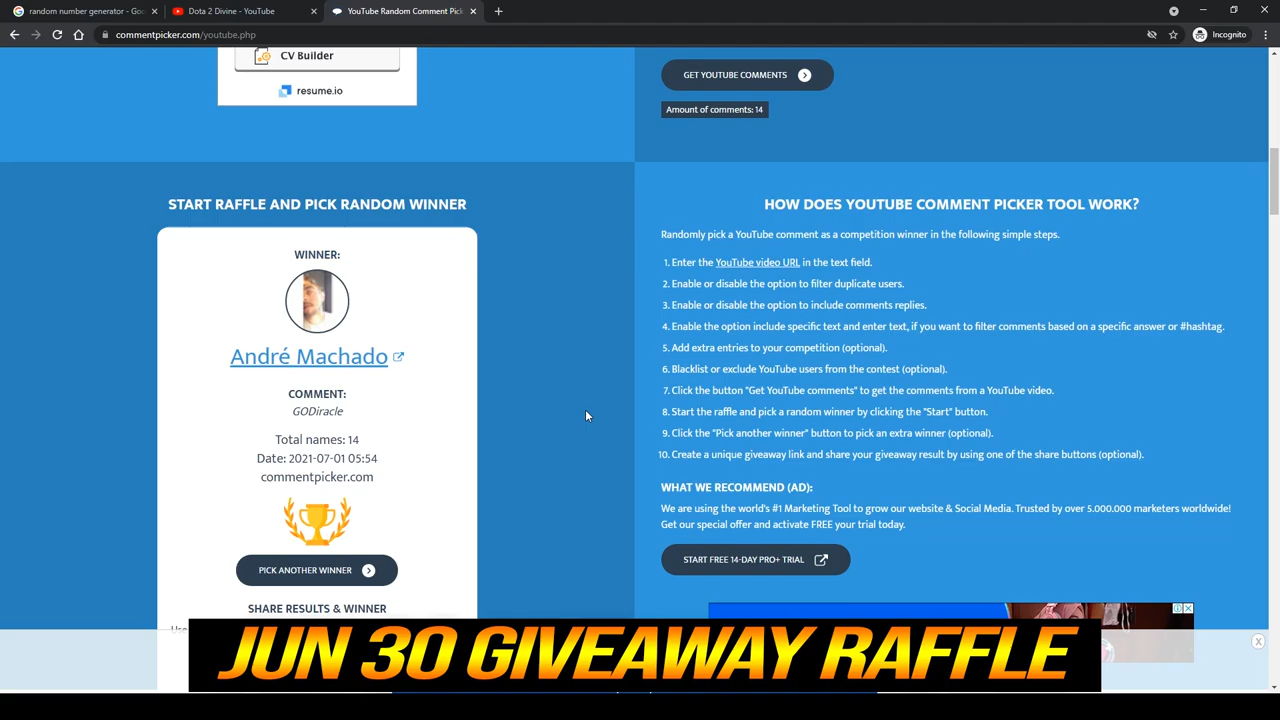 random number generator - Goo
Dota 2 Divine - YouTube
YouTube Random Comment Pick
commentpicker.com/youtube.php
Incognito
CV Builder
resume.io
GET YOUTUBE COMMENTS
Amount of comments: 14
START RAFFLE AND PICK RANDOM WINNER
WINNER:
André Machado
COMMENT:
GODiracle
Total names: 14
Date: 2021-07-01 05:54
commentpicker.com
PICK ANOTHER WINNER
SHARE RESULTS & WINNER
Use
HOW DOES YOUTUBE COMMENT PICKER TOOL WORK?
Randomly pick a YouTube comment as a competition winner in the following simple steps.
1. Enter the YouTube video URL in the text field.
2. Enable or disable the option to filter duplicate users.
3. Enable or disable the option to include comments replies.
4. Enable the option include specific text and enter text, if you want to filter comments based on a specific answer or #hashtag.
5. Add extra entries to your competition (optional).
6. Blacklist or exclude YouTube users from the contest (optional).
7. Click the button "Get YouTube comments" to get the comments from a YouTube video.
8. Start the raffle and pick a random winner by clicking the "Start" button.
9. Click the "Pick another winner" button to pick an extra winner (optional).
10. Create a unique giveaway link and share your giveaway result by using one of the share buttons (optional).
WHAT WE RECOMMEND (AD):
We are using the world's #1 Marketing Tool to grow our website & Social Media. Trusted by over 5.000.000 marketers worldwide!
Get our special offer and activate FREE your trial today.
START FREE 14-DAY PRO+ TRIAL
X
JUN 30 GIVEAWAY RAFFLE